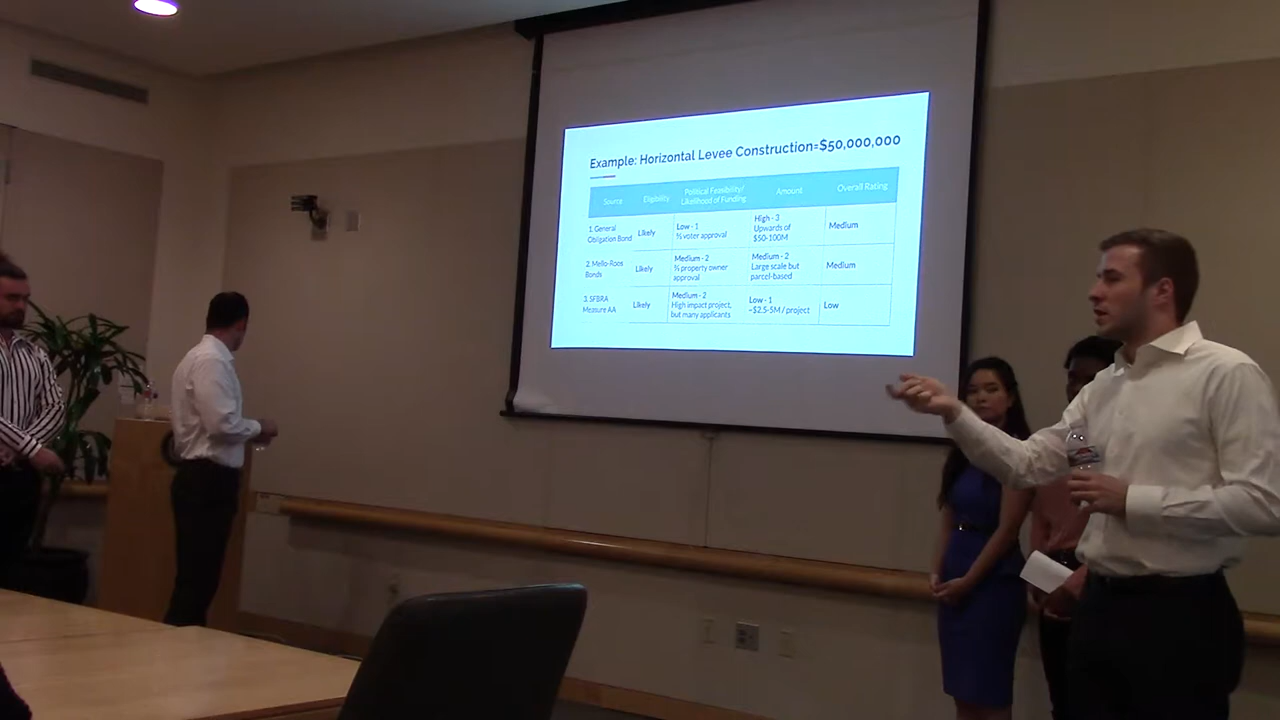 Example: Horizontal Levee Construction=$50,000,000
Source Eligibility Political Feasibility/ Amount Overall Rating
Likelihood of Funding
1. General Likely Low - 1 High - 3 Medium
Obligation Bond ⅔ voter approval Upwards of
$50-100M
2. Mello-Roos Likely Medium - 2 Medium - 2 Medium
Bonds ⅔ property owner Large scale but
approval parcel-based
3. SFBRA Likely Medium - 2 Low - 1 Low
Measure AA High impact project, ~$2.5-5M / project
but many applicants